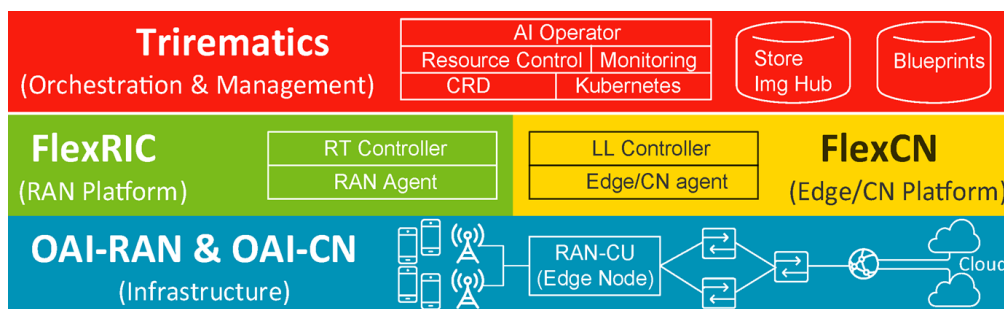 Trirematics
(Orchestration & Management)
AI Operator
Resource Control Monitoring
CRD Kubernetes
Store
Img Hub
Blueprints
FlexRIC
(RAN Platform)
RT Controller
RAN Agent
LL Controller
Edge/CN agent
FlexCN
(Edge/CN Platform)
OAI-RAN & OAI-CN
(Infrastructure)
RAN-CU
(Edge Node)
Cloud